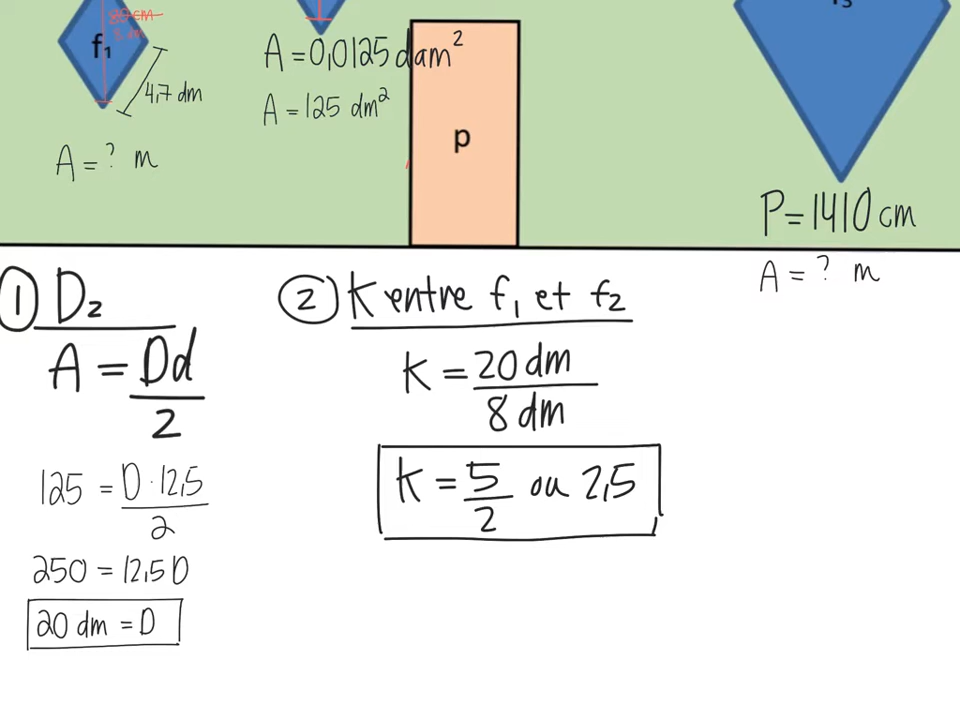 80 cm
f1
4,7 dm
A = ? m
A = 0,0125 dam²
A = 125 dm²
p
P = 1410 cm
A = ? m
1) D2
A = Dd/2
125 = D · 12,5/2
250 = 12,5 D
20 dm = D
2) K entre f1 et f2
K = 20 dm/8 dm
K = 5/2 ou 2,5